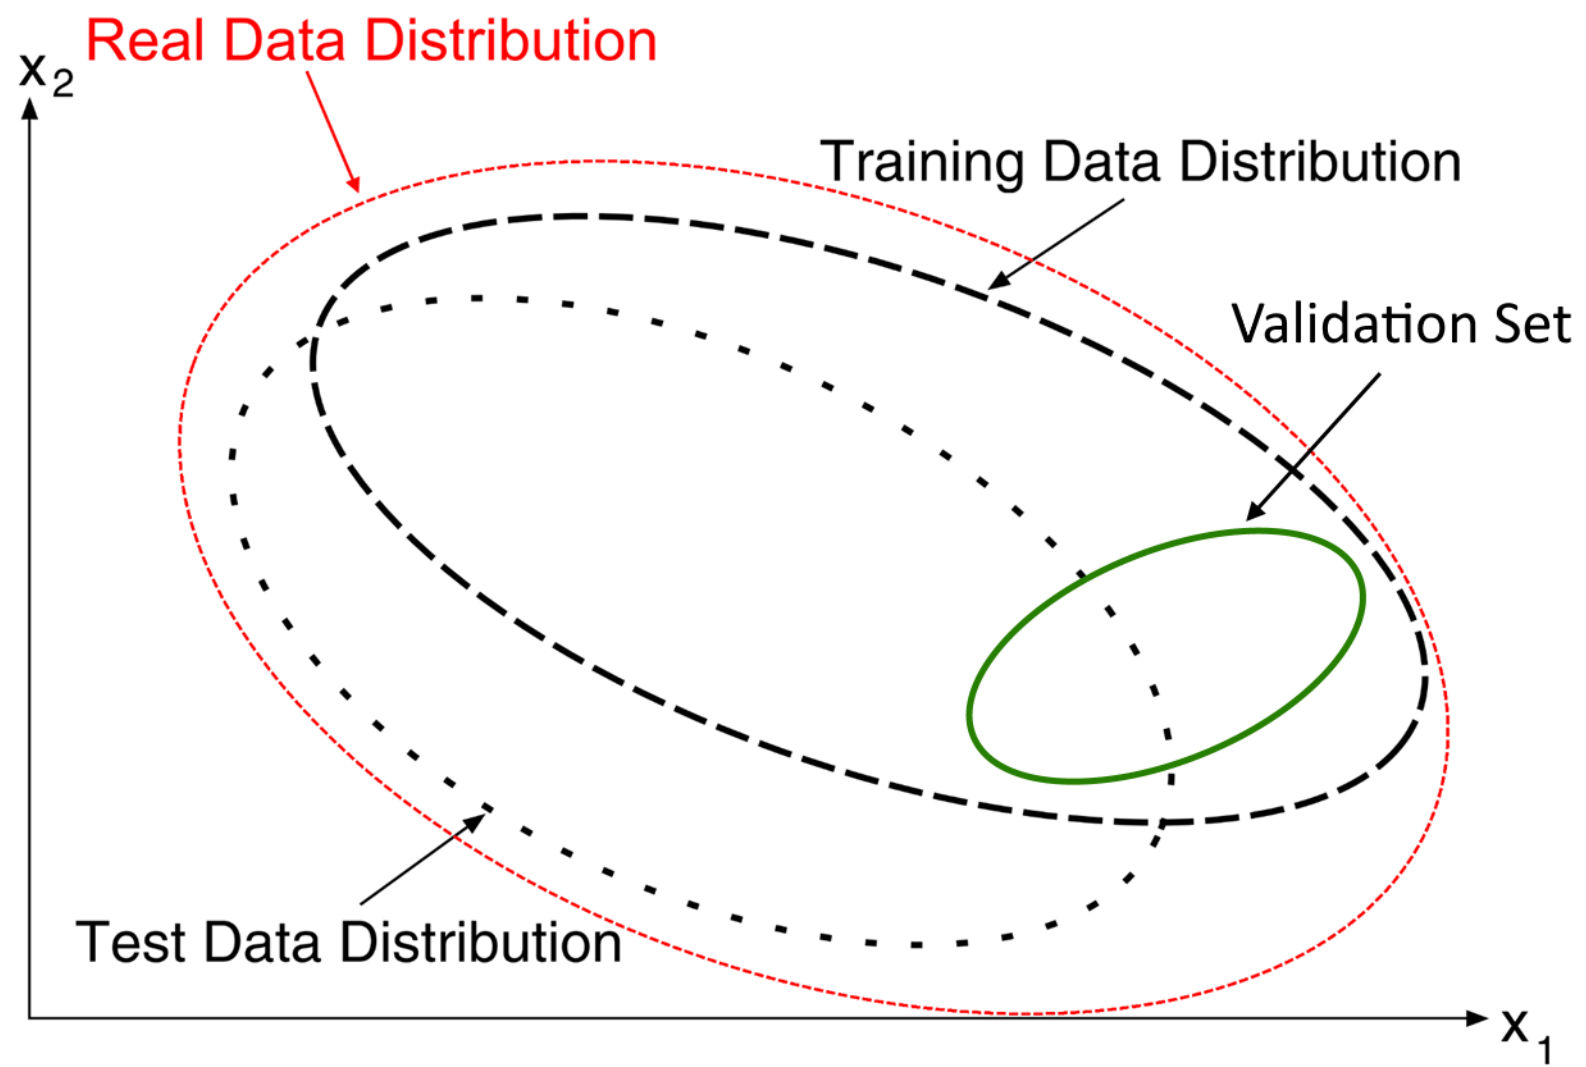 Real Data Distribution
x2
Training Data Distribution
Validation Set
Test Data Distribution
x1